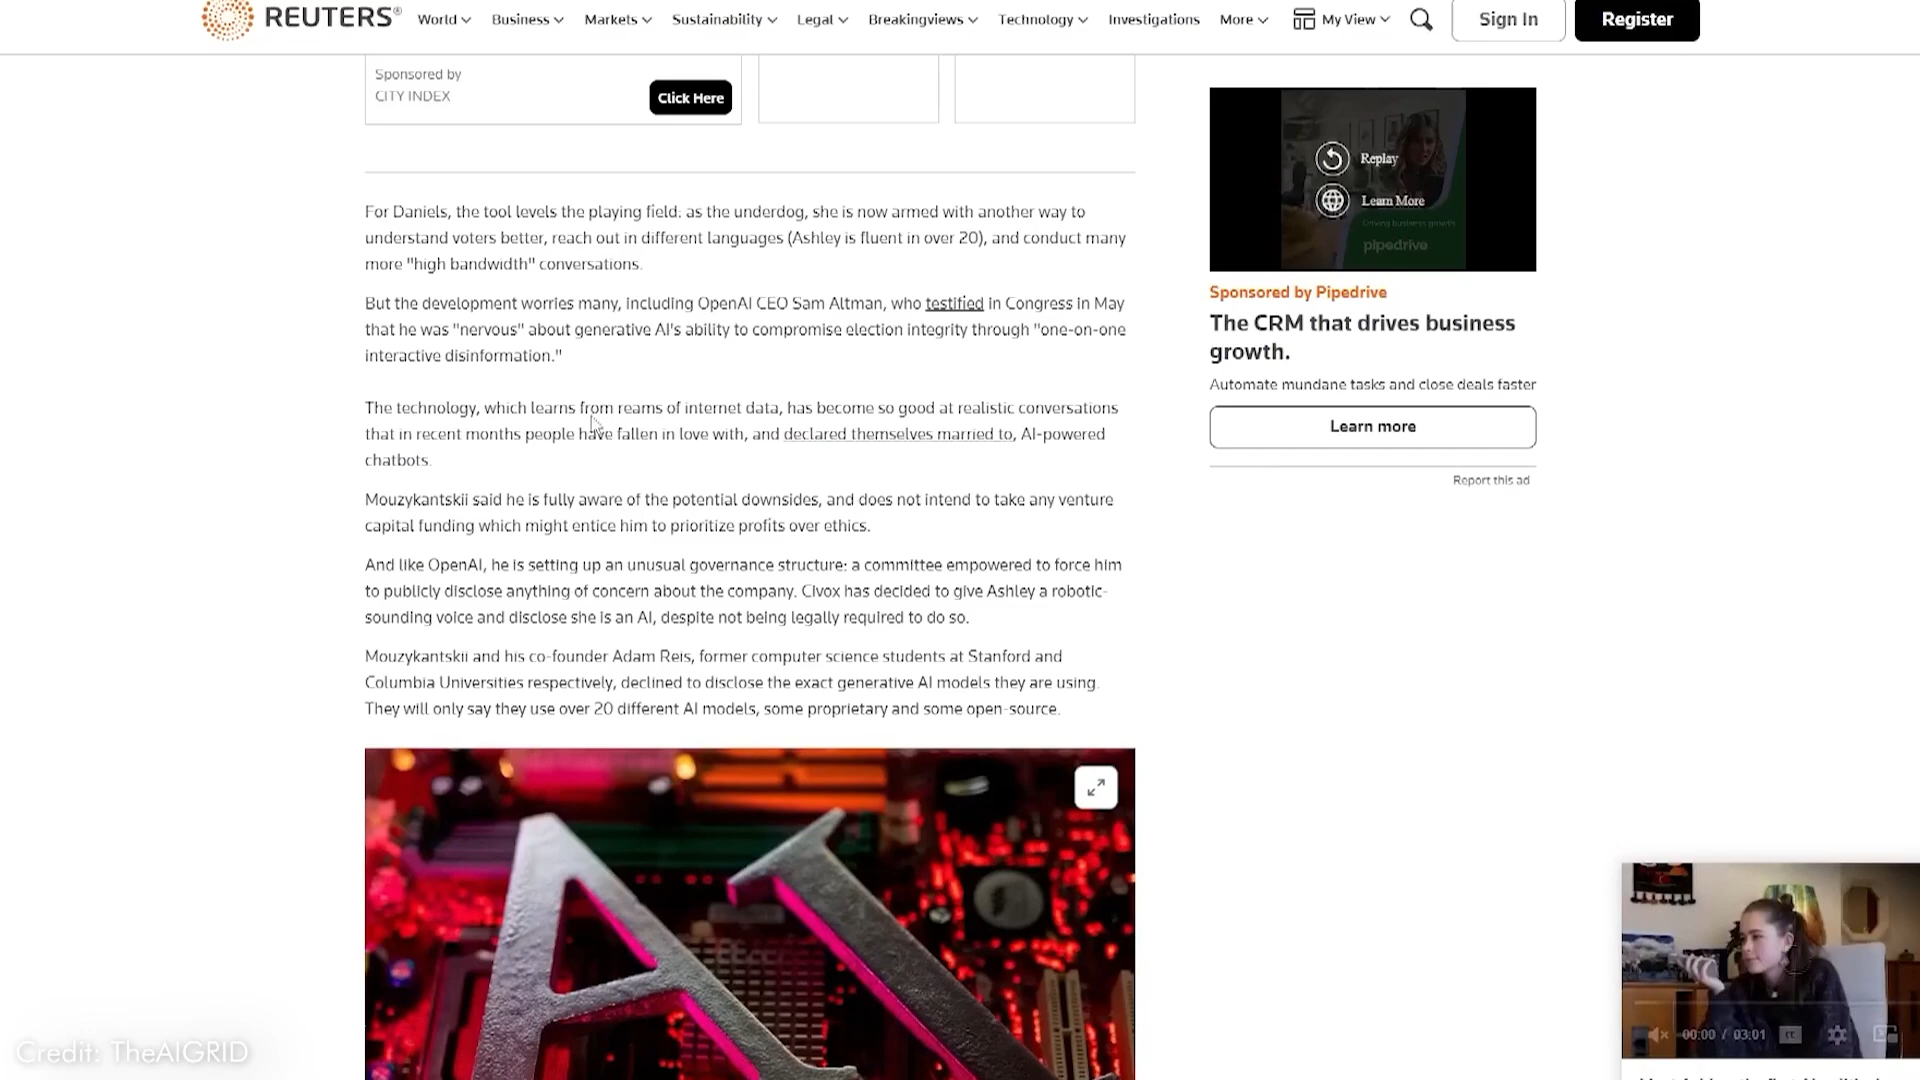 REUTERS®
World
Business
Markets
Sustainability
Legal
Breakingviews
Technology
Investigations
More
My View
Sign In
Register
Sponsored by
CITY INDEX
Click Here
For Daniels, the tool levels the playing field: as the underdog, she is now armed with another way to
understand voters better, reach out in different languages (Ashley is fluent in over 20), and conduct many
more "high bandwidth" conversations.
But the development worries many, including OpenAI CEO Sam Altman, who testified in Congress in May
that he was "nervous" about generative AI's ability to compromise election integrity through "one-on-one
interactive disinformation."
The technology, which learns from reams of internet data, has become so good at realistic conversations
that in recent months people have fallen in love with, and declared themselves married to, AI-powered
chatbots.
Mouzykantskii said he is fully aware of the potential downsides, and does not intend to take any venture
capital funding which might entice him to prioritize profits over ethics.
And like OpenAI, he is setting up an unusual governance structure: a committee empowered to force him
to publicly disclose anything of concern about the company. Civox has decided to give Ashley a robotic-
sounding voice and disclose she is an AI, despite not being legally required to do so.
Mouzykantskii and his co-founder Adam Reis, former computer science students at Stanford and
Columbia Universities respectively, declined to disclose the exact generative AI models they are using.
They will only say they use over 20 different AI models, some proprietary and some open-source.
AI
Replay
Learn More
Driving business growth
pipedrive
Sponsored by Pipedrive
The CRM that drives business
growth.
Automate mundane tasks and close deals faster
Learn more
Report this ad
00:00 / 03:01
CC
Credit: TheAIGRID